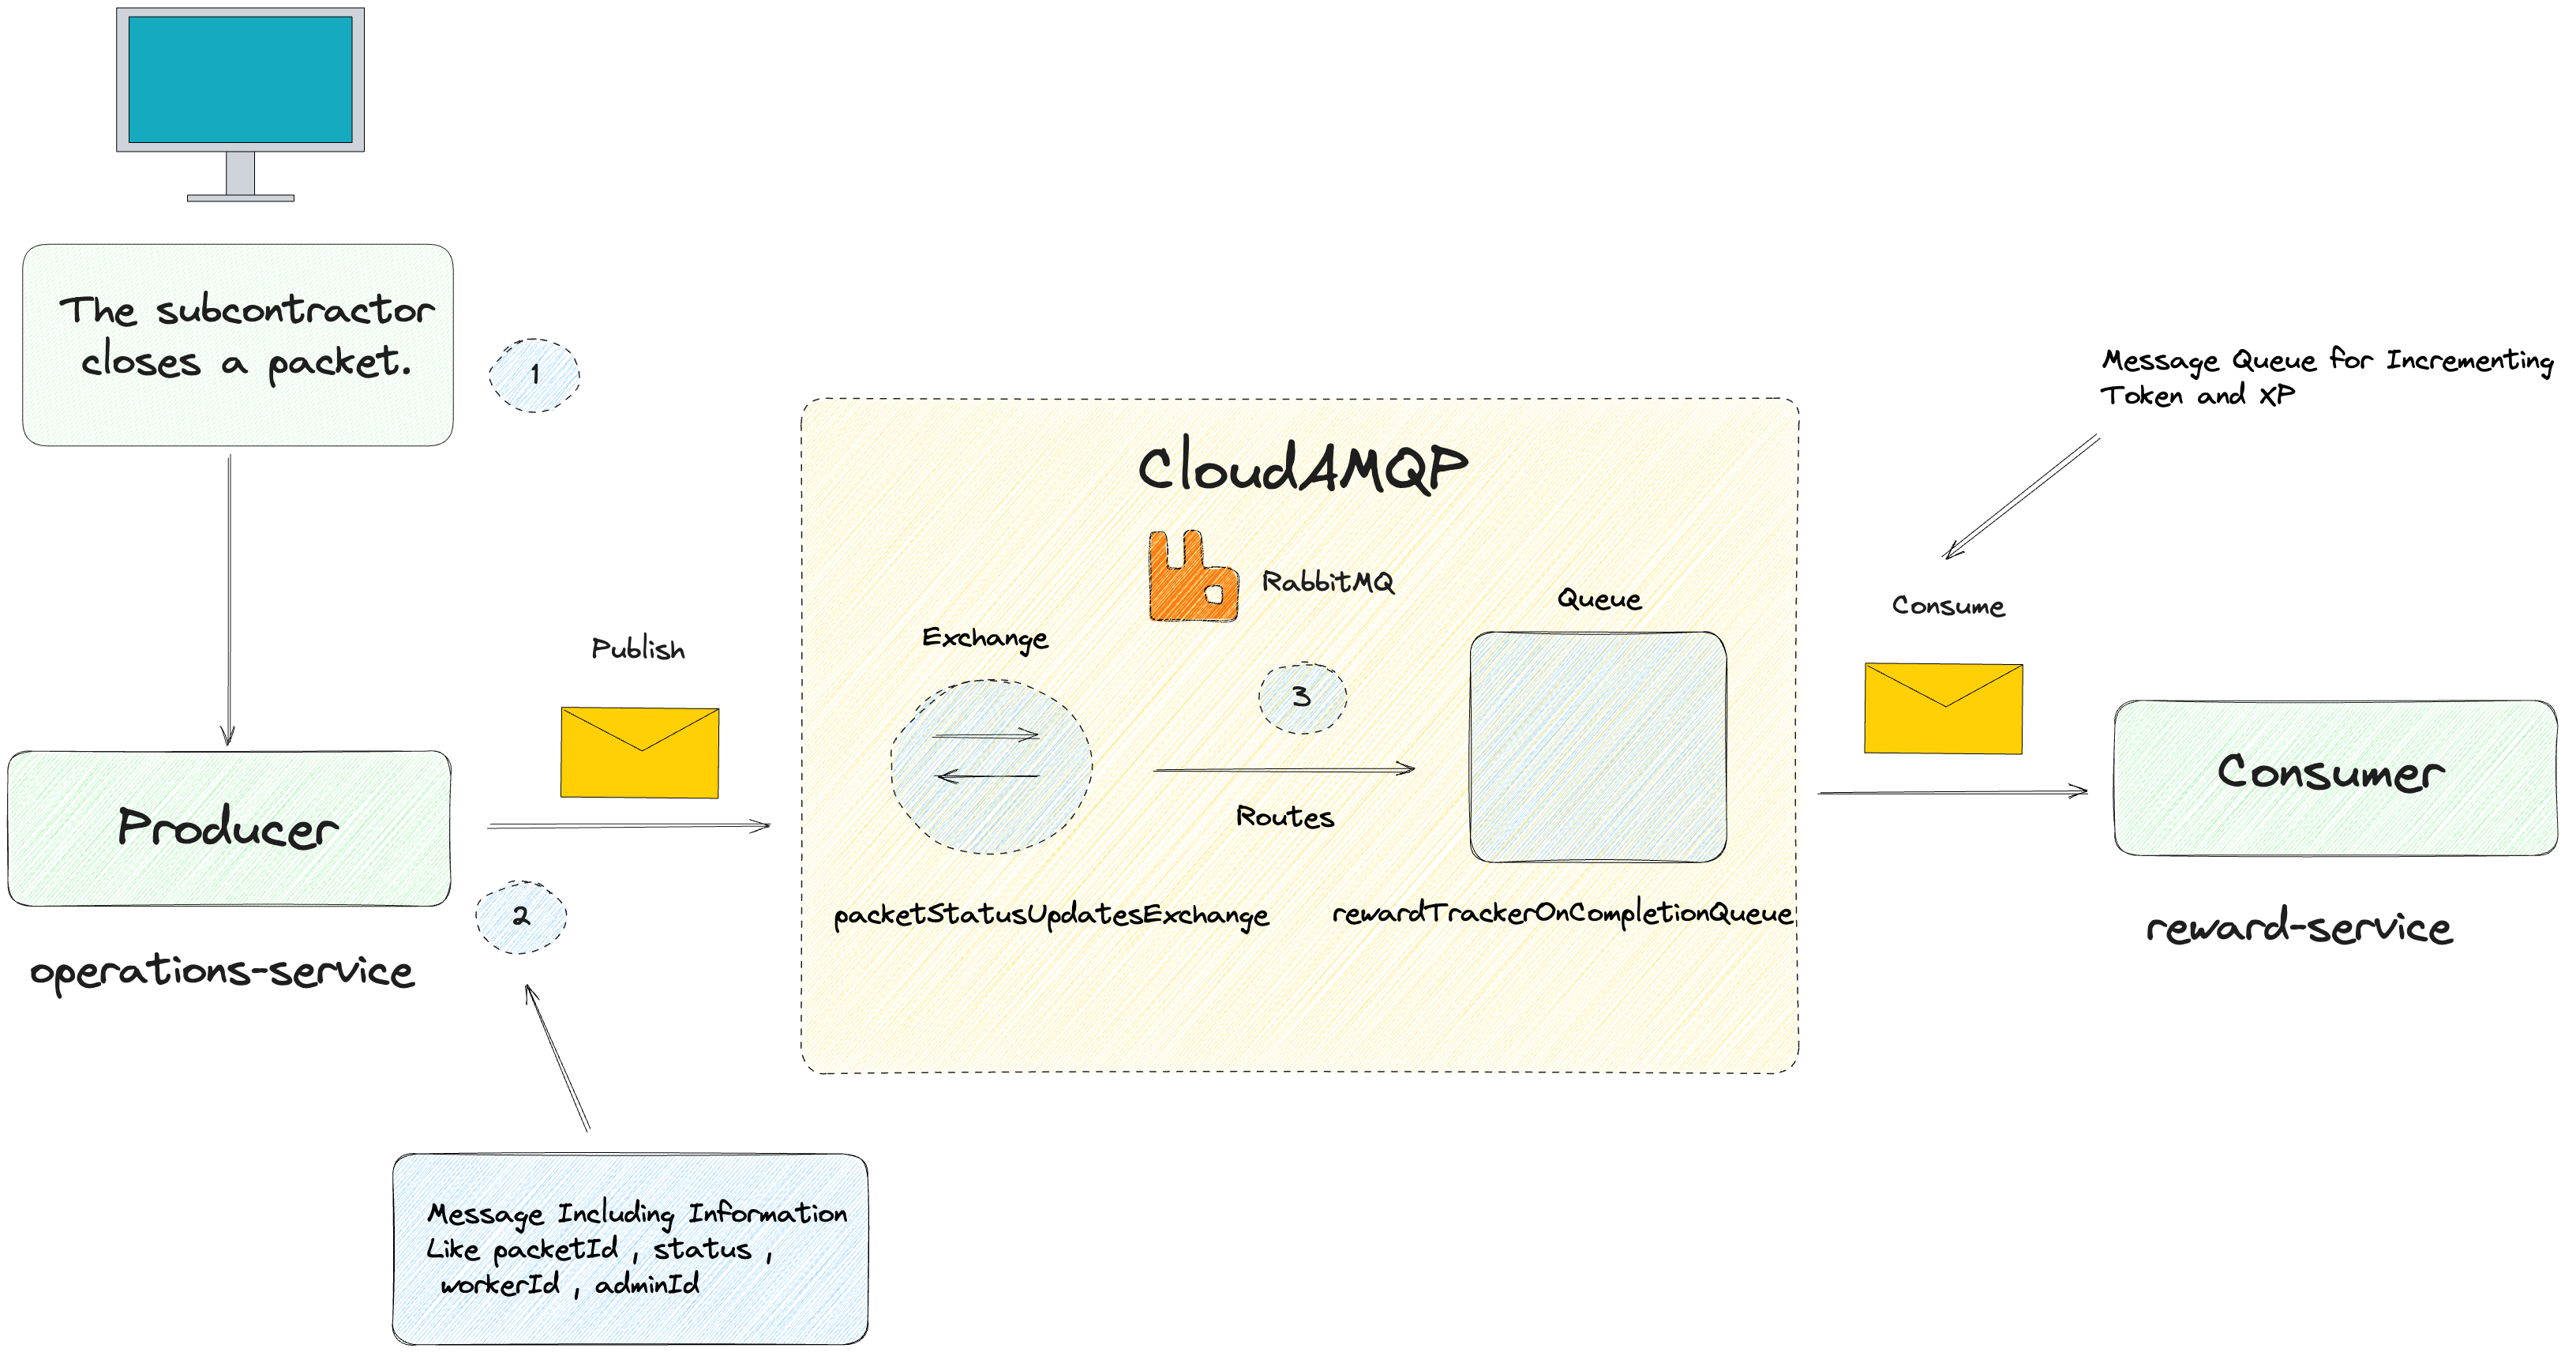 The subcontractor
closes a packet.
1
Message Queue for Incrementing
Token and XP
CloudAMQP
RabbitMQ
Publish
Exchange
3
Queue
Consume
Routes
Producer
Consumer
2
packetStatusUpdatesExchange
rewardTrackerOnCompletionQueue
operations-service
reward-service
Message Including Information
Like packetId , status ,
workerId , adminId